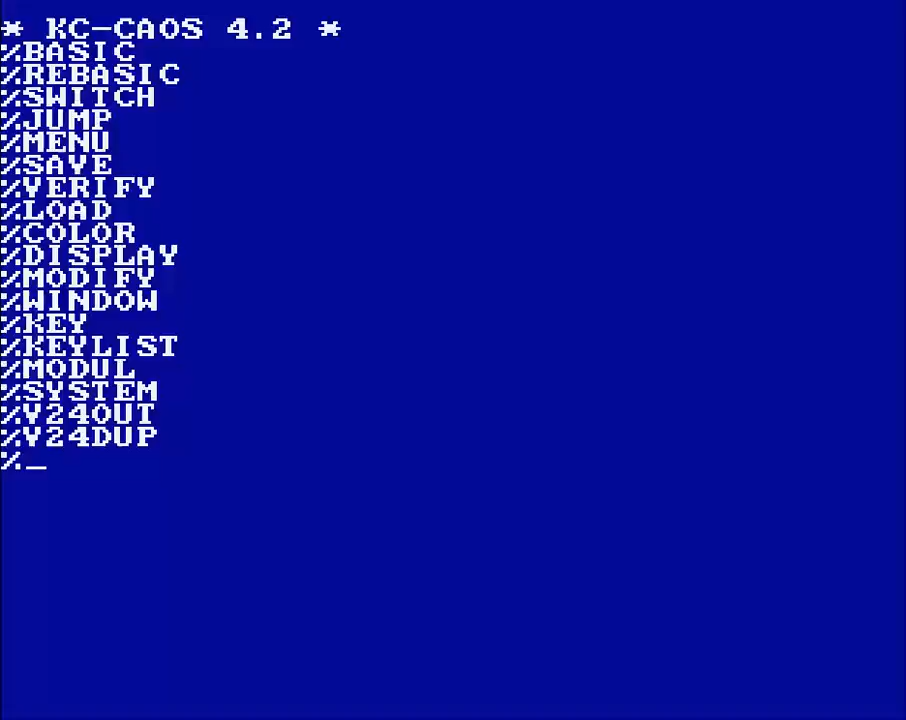 * KC-CAOS 4.2 *
%BASIC
%REBASIC
%SWITCH
%JUMP
%MENU
%SAVE
%VERIFY
%LOAD
%COLOR
%DISPLAY
%MODIFY
%WINDOW
%KEY
%KEYLIST
%MODUL
%SYSTEM
%V24OUT
%V24DUP
%_